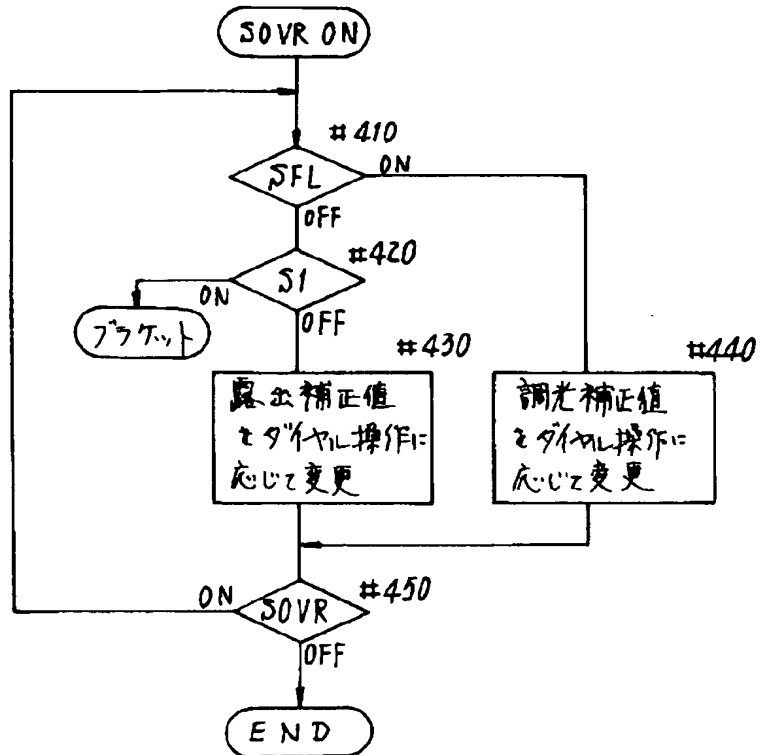 SOVR ON
#410
SFL
ON
OFF
#420
S1
ON
OFF
ブラケット
#430
露出補正値
をダイヤル操作に
応じて変更
#440
調光補正値
をダイヤル操作に
応じて変更
#450
SOVR
ON
OFF
END